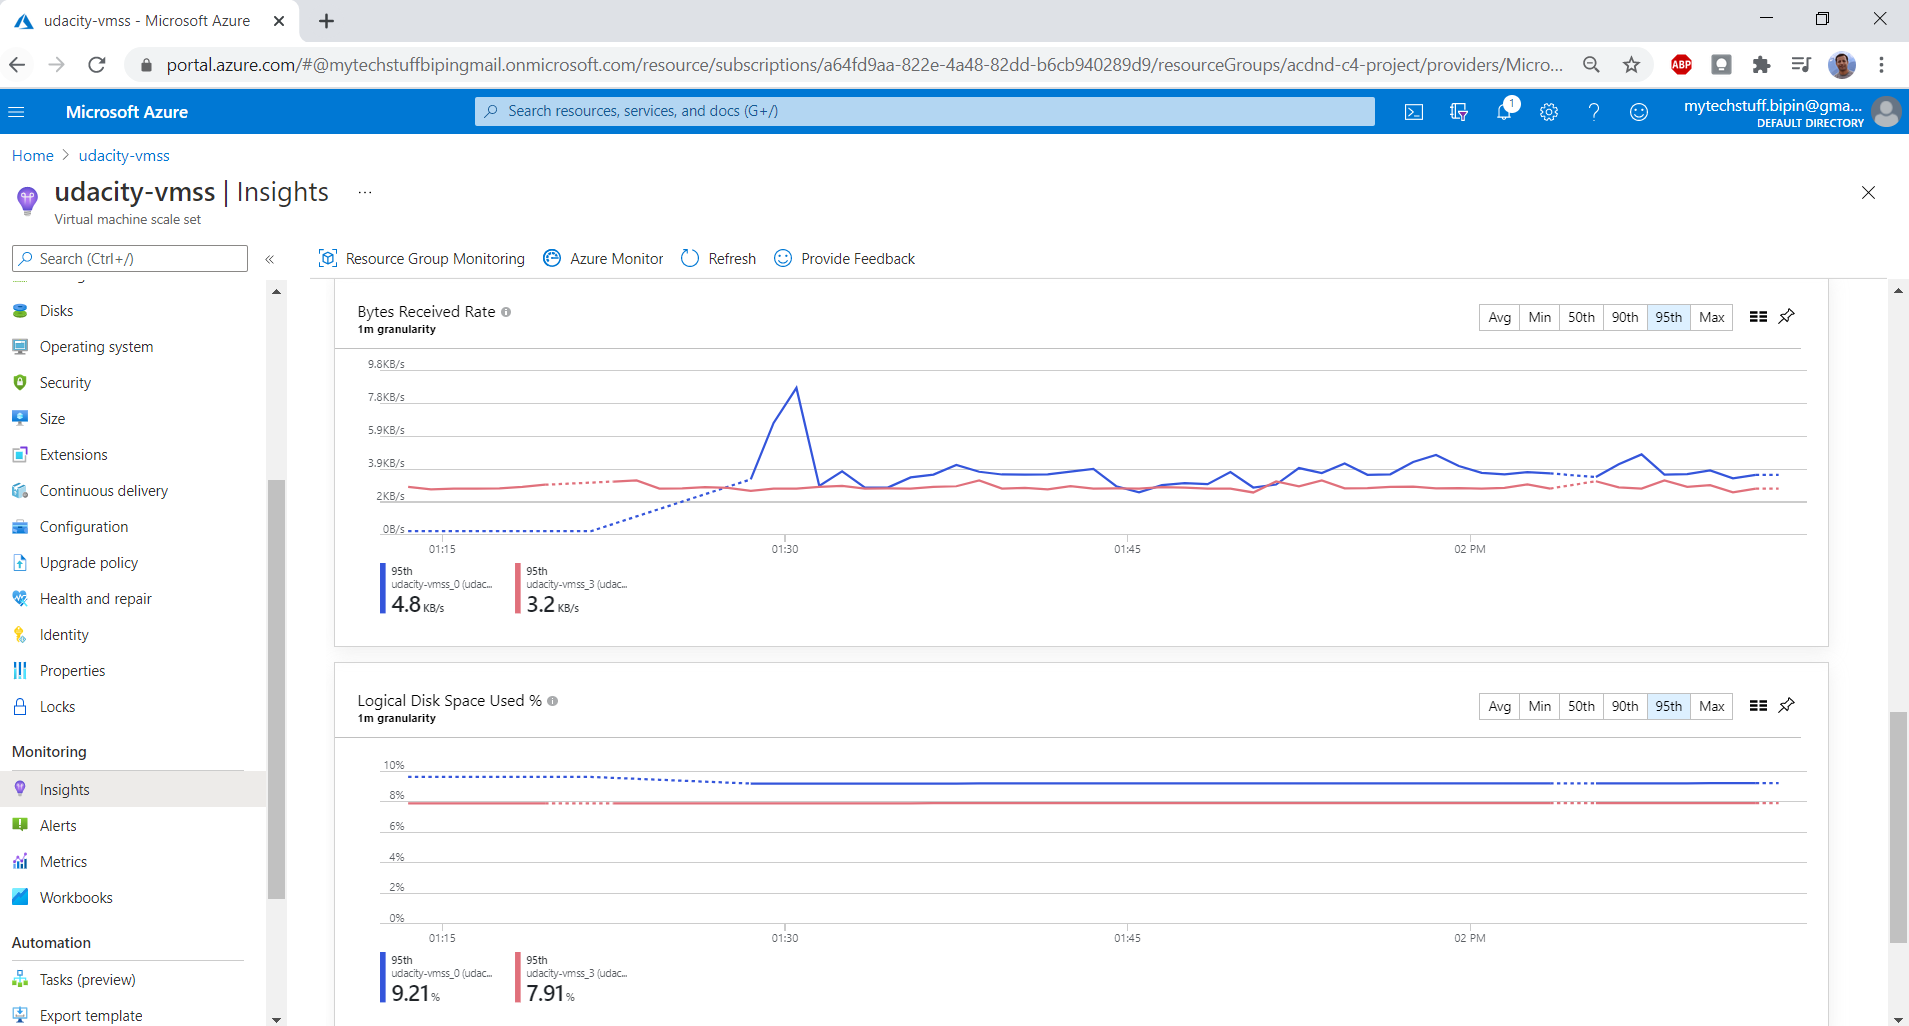 udacity-vmss - Microsoft Azure
portal.azure.com/#@mytechstuffbipingmail.onmicrosoft.com/resource/subscriptions/a64fd9aa-822e-4a48-82dd-b6cb940289d9/resourceGroups/acdnd-c4-project/providers/Micro...
ABP
Microsoft Azure
Search resources, services, and docs (G+/)
1
mytechstuff.bipin@gma...
DEFAULT DIRECTORY
Home > udacity-vmss
udacity-vmss | Insights ...
Virtual machine scale set
Search (Ctrl+/)
«
Resource Group Monitoring
Azure Monitor
Refresh
Provide Feedback
Disks
Operating system
Security
Size
Extensions
Continuous delivery
Configuration
Upgrade policy
Health and repair
Identity
Properties
Locks
Monitoring
Insights
Alerts
Metrics
Workbooks
Automation
Tasks (preview)
Export template
Bytes Received Rate
1m granularity
Avg Min 50th 90th 95th Max
9.8KB/s
7.8KB/s
5.9KB/s
3.9KB/s
2KB/s
0B/s
01:15 01:30 01:45 02 PM
95th
udacity-vmss_0 (udac...
4.8 KB/s
95th
udacity-vmss_3 (udac...
3.2 KB/s
Logical Disk Space Used %
1m granularity
Avg Min 50th 90th 95th Max
10%
8%
6%
4%
2%
0%
01:15 01:30 01:45 02 PM
95th
udacity-vmss_0 (udac...
9.21%
95th
udacity-vmss_3 (udac...
7.91%